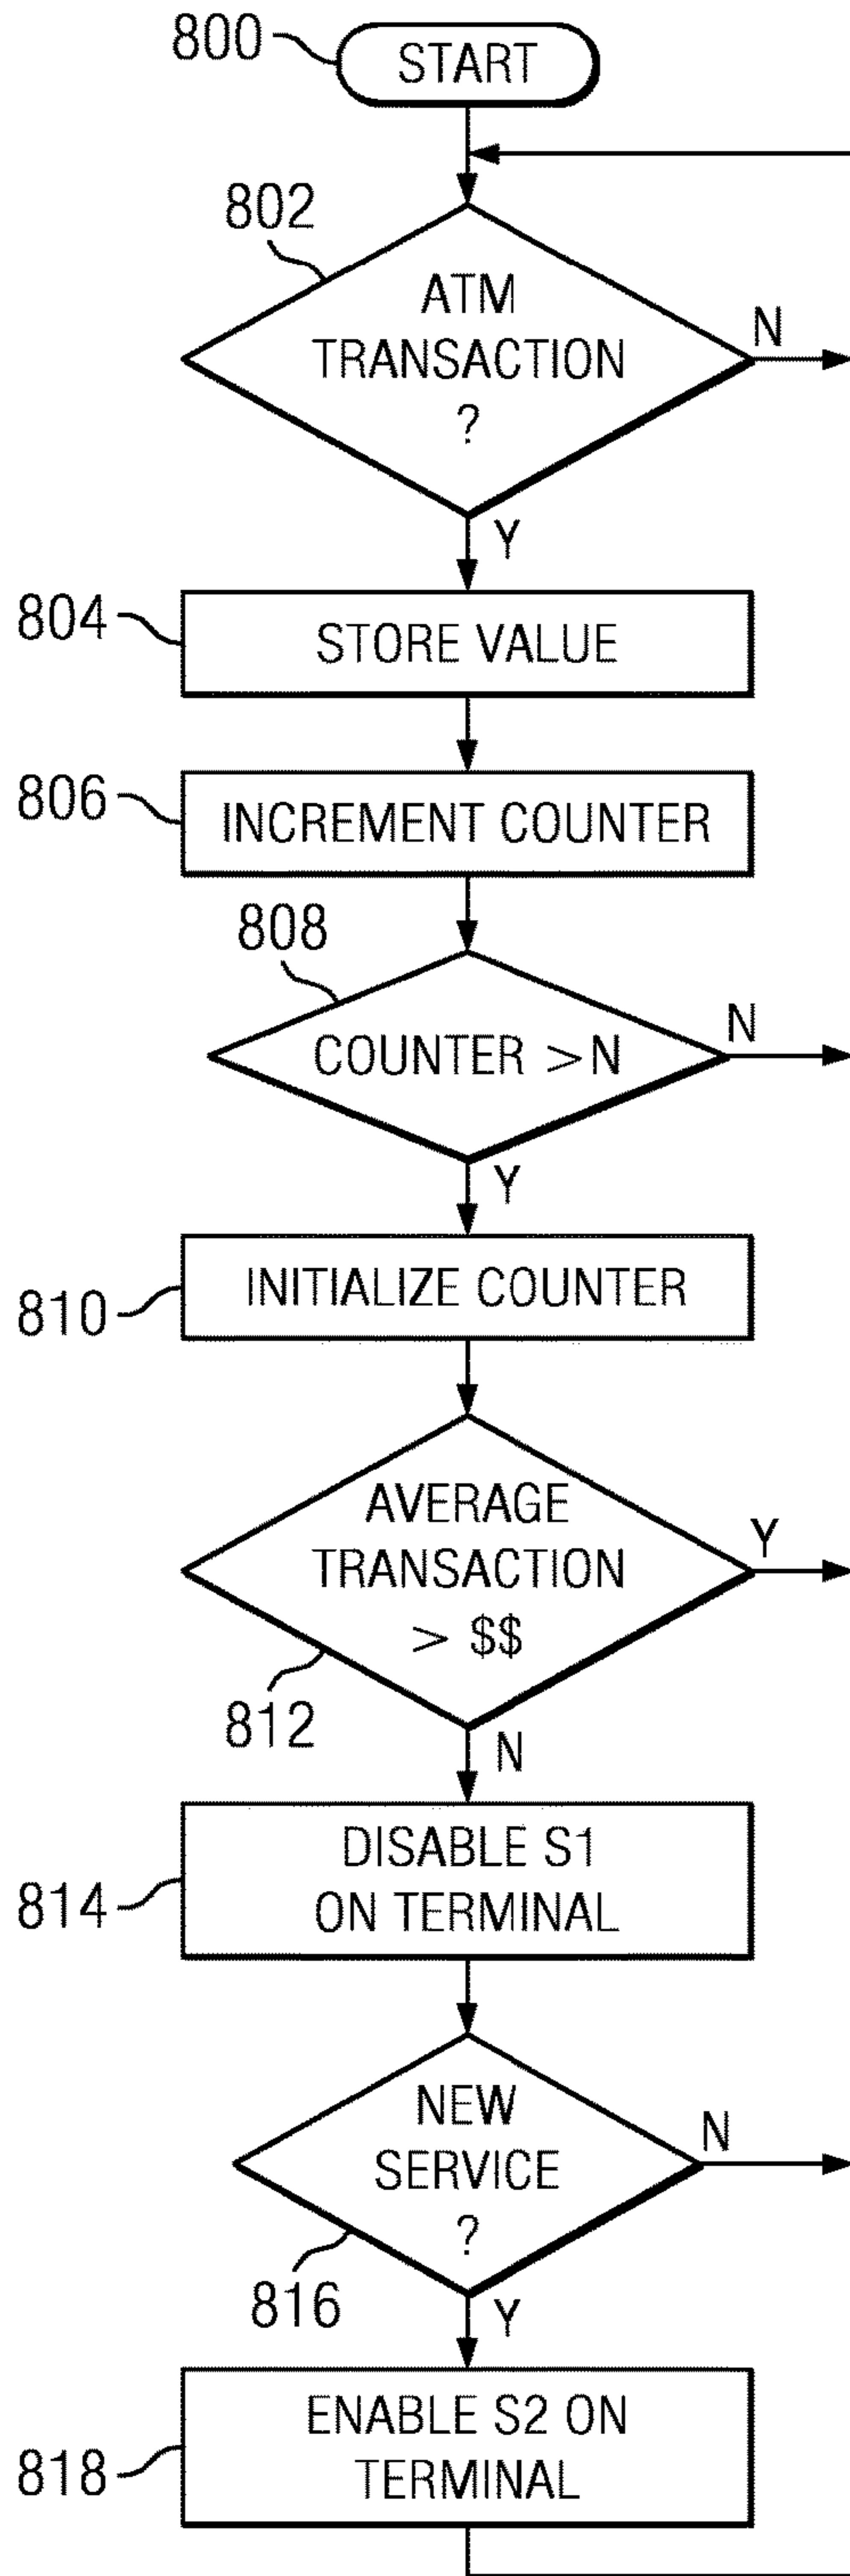 800
START
802
ATM
TRANSACTION
?
N
Y
804
STORE VALUE
806
INCREMENT COUNTER
808
COUNTER > N
N
Y
810
INITIALIZE COUNTER
AVERAGE
TRANSACTION
> $$
Y
812
N
814
DISABLE S1
ON TERMINAL
NEW
SERVICE
?
N
816
Y
818
ENABLE S2 ON
TERMINAL